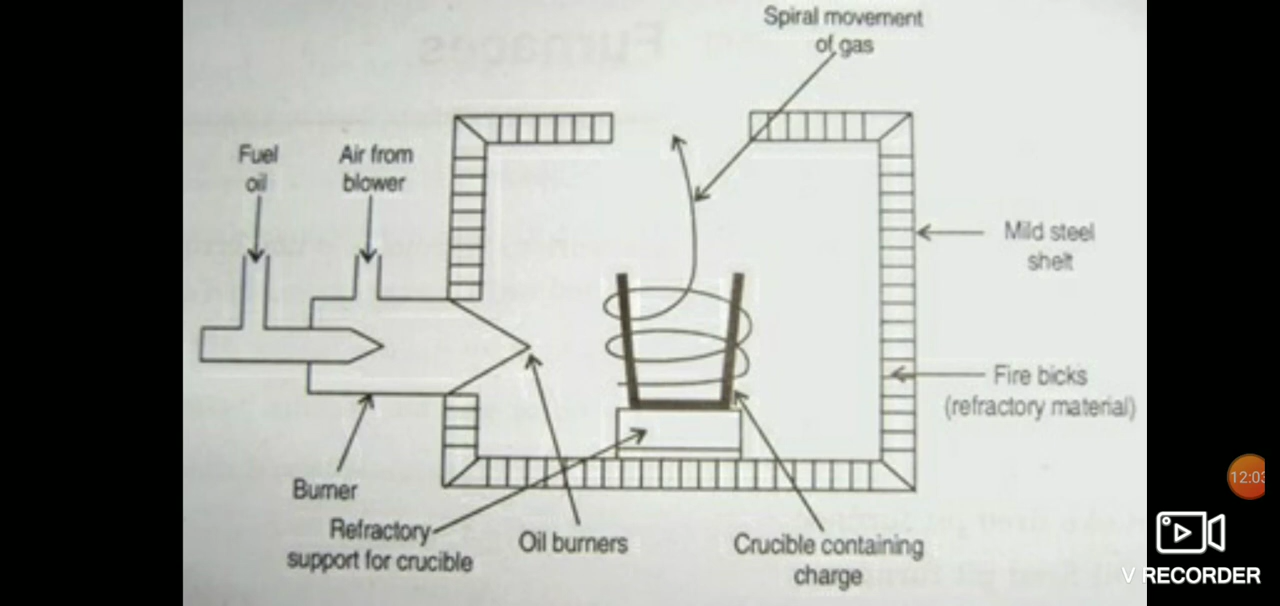 Spiral movement
of gas
Fuel
oil
Air from
blower
Mild steel
shelt
Fire bicks
(refractory material)
Burner
Refractory
support for crucible
Oil burners
Crucible containing
charge
Furnaces
12:03
V RECORDER